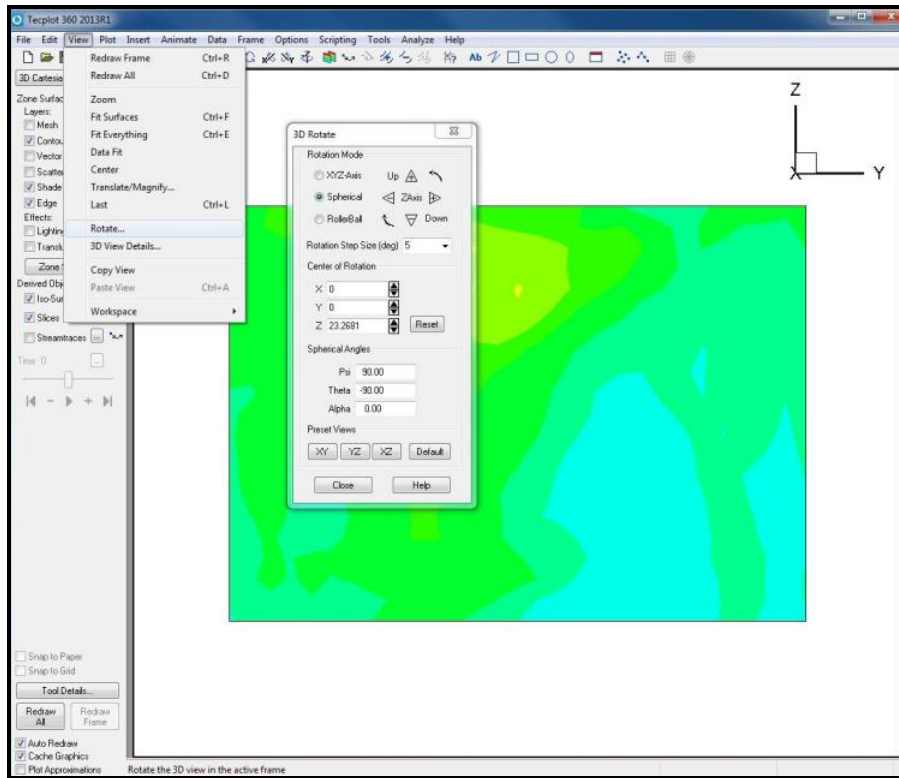 Tecplot 360 2013R1
File Edit View Plot Insert Animate Data Frame Options Scripting Tools Analyze Help
Redraw Frame Ctrl+R
Redraw All Ctrl+D
Zoom
Fit Surfaces Ctrl+F
Fit Everything Ctrl+E
Data Fit
Center
Translate/Magnify...
Last Ctrl+L
Rotate...
3D View Details...
Copy View
Paste View Ctrl+A
Workspace
3D Cartesia
Zone Surfac
Layers:
Mesh
Contou
Vector
Scatte
Shade
Edge
Effects:
Lightin
Transl
Zone
Derived Obj
Iso-Sur
Slices
Streamtraces ...
Time: 0 ...
Snap to Paper
Snap to Grid
Tool Details...
Redraw All
Redraw Frame
Auto Redraw
Cache Graphics
Plot Approximations
3D Rotate
Rotation Mode
XYZ-Axis Up
Spherical ZAxis
RollerBall Down
Rotation Step Size (deg) 5
Center of Rotation
X 0
Y 0
Z 23.2681 Reset
Spherical Angles
Psi 90.00
Theta -90.00
Alpha 0.00
Preset Views
XY YZ XZ Default
Close Help
Z
X Y
Ab
Rotate the 3D view in the active frame